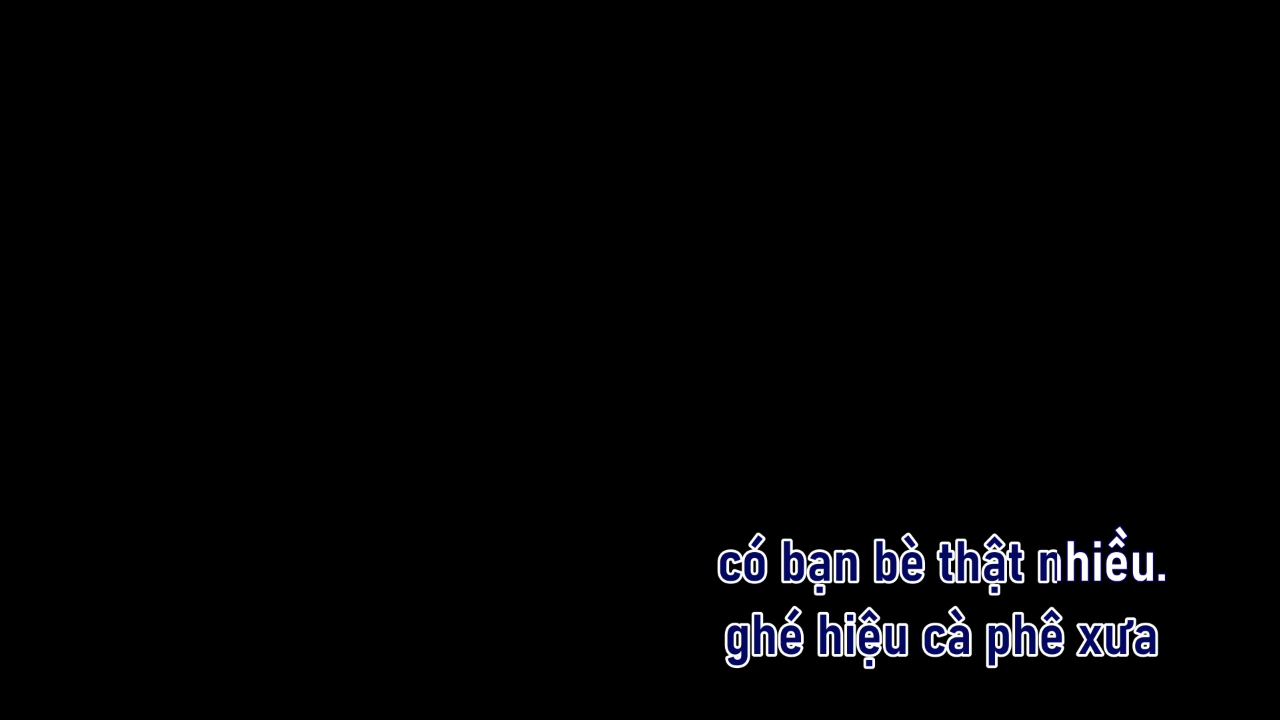 có bạn bè thật nhiều.
ghé hiệu cà phê xưa